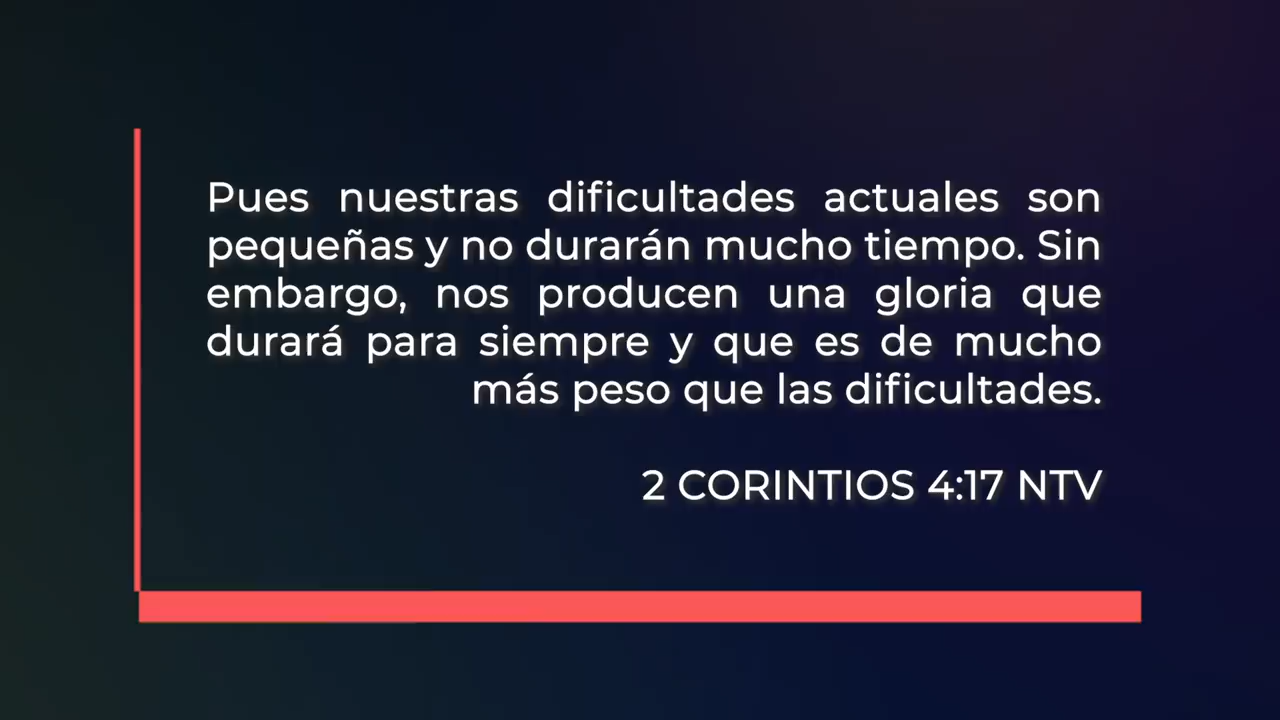 Pues nuestras dificultades actuales son
pequeñas y no durarán mucho tiempo. Sin
embargo, nos producen una gloria que
durará para siempre y que es de mucho
más peso que las dificultades.
2 CORINTIOS 4:17 NTV